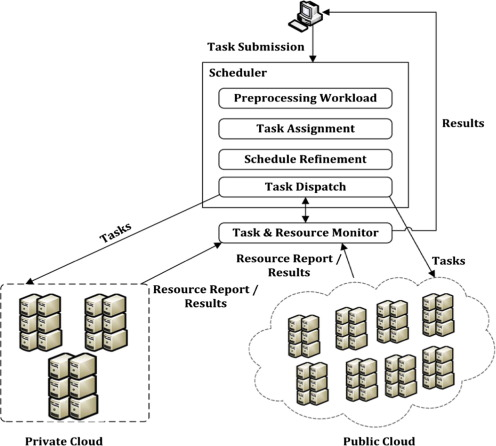 Task Submission
Scheduler
Preprocessing Workload
Task Assignment
Results
Schedule Refinement
Task Dispatch
Tasks
Task & Resource Monitor
Resource Report /
Results
Tasks
Resource Report /
Results
Private Cloud
Public Cloud